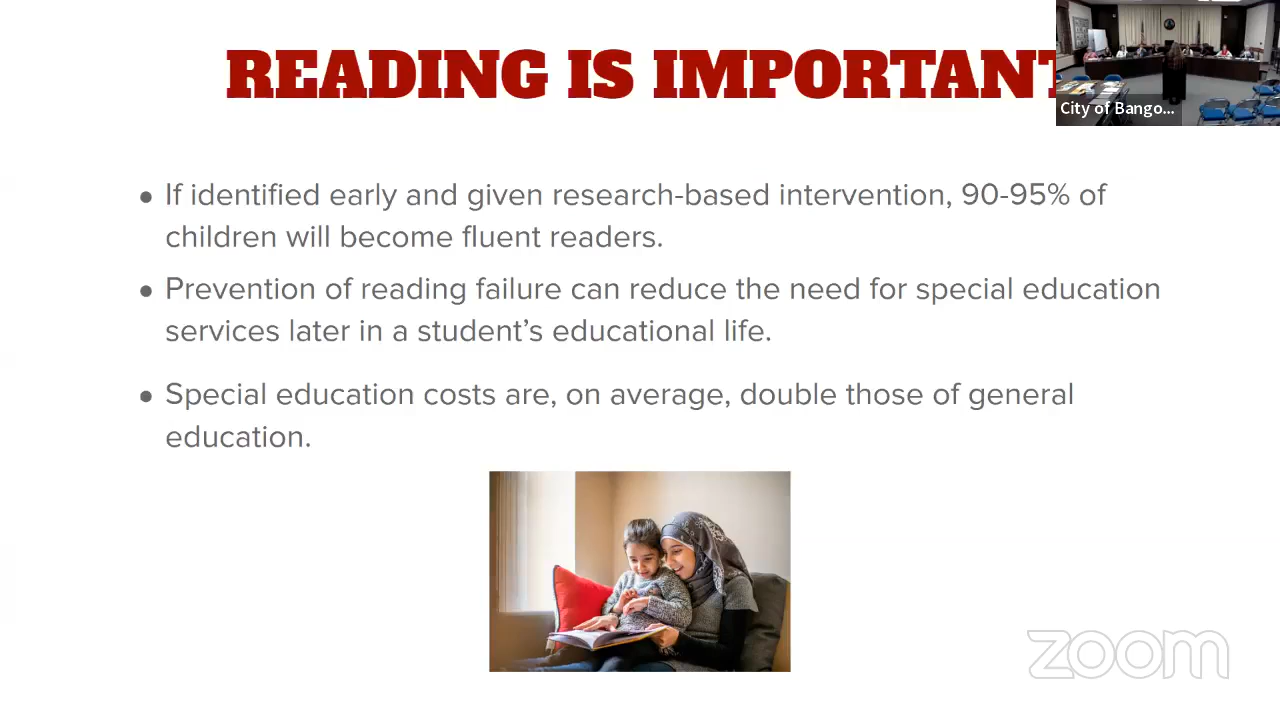 READING IS IMPORTANT
City of Bango...
● If identified early and given research-based intervention, 90-95% of
children will become fluent readers.
● Prevention of reading failure can reduce the need for special education
services later in a student’s educational life.
● Special education costs are, on average, double those of general
education.
zoom